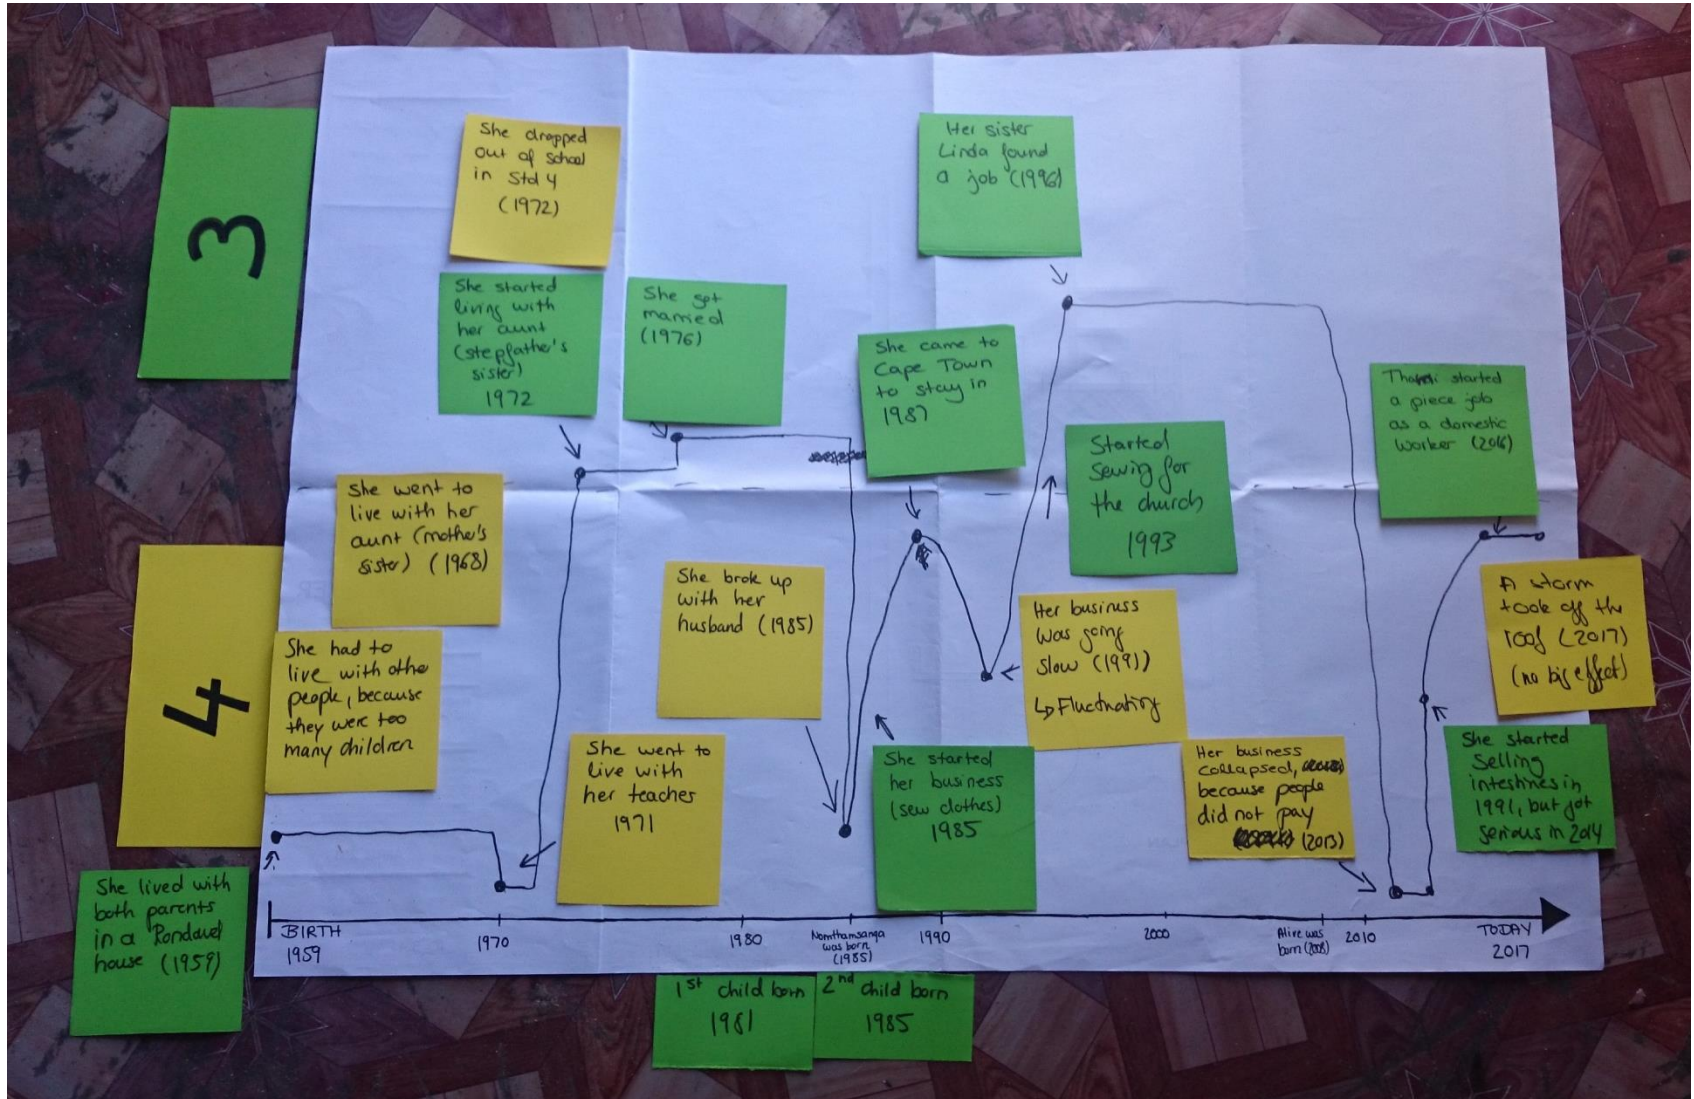 3
She dropped
out of school
in Std 4
(1972)
Her sister
Linda found
a job (1996)
She started
living with
her aunt
(stepfather's
sister)
1972
She got
married
(1976)
She came to
Cape Town
to stay in
1987
started
a piece job
as a domestic
worker (2016)
Started
Sewing for
the church
1993
She went to
live with her
aunt (mother's
sister) (1968)
4
She had to
live with other
people, because
they were too
many children
She brok up
with her
husband (1985)
Her business
was going
slow (1991)
↳ Fluctuating
A storm
took off the
roof (2017)
(no big effect)
She went to
live with
her teacher
1971
She started
her business
(sew clothes)
1985
Her business
collapsed,
because people
did not pay
(2013)
She started
Selling
intestines in
1991, but got
serious in 2014
She lived with
both parents
in a Rondavel
house (1959)
BIRTH
1959
1970
1980
Nomthamsanqa
was born
(1985)
1990
2000
was
born (2008)
2010
TODAY
2017
1st child born
1981
2nd child born
1985